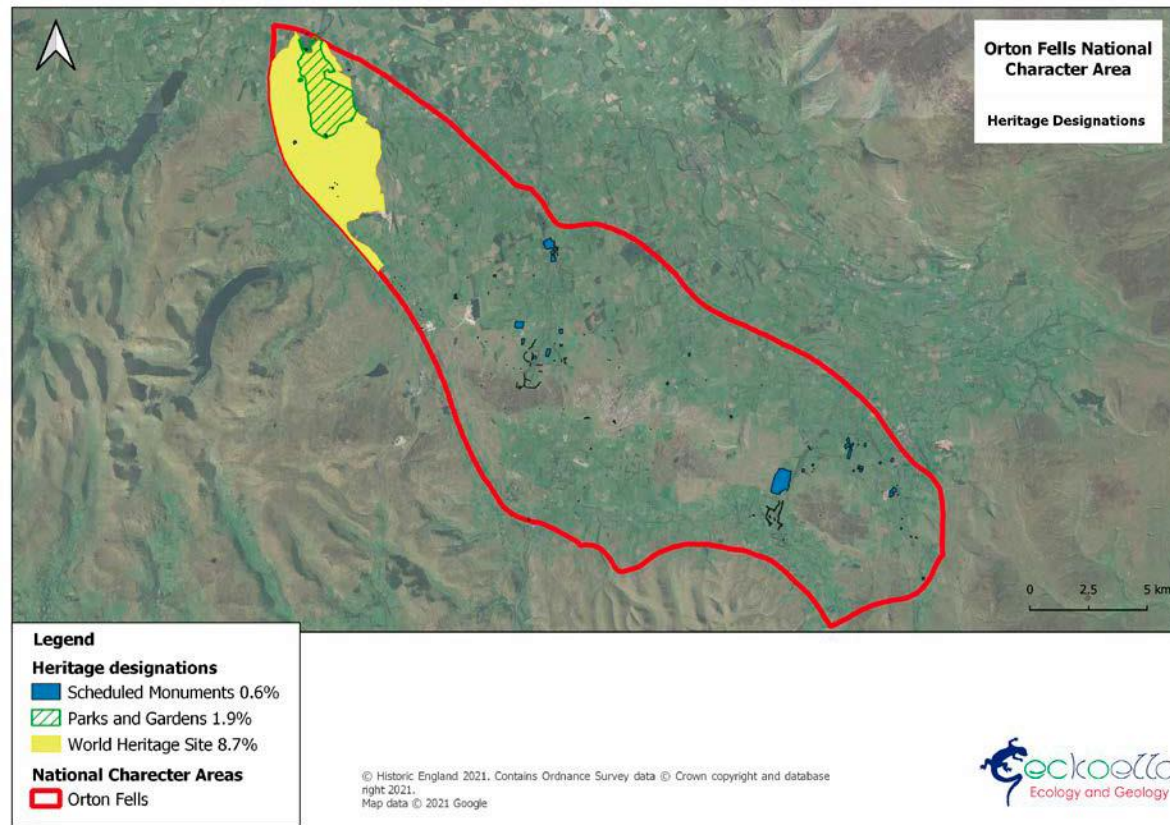 Orton Fells National
Character Area
Heritage Designations
0 2.5 5 km
Legend
Heritage designations
Scheduled Monuments 0.6%
Parks and Gardens 1.9%
World Heritage Site 8.7%
National Charecter Areas
Orton Fells
© Historic England 2021. Contains Ordnance Survey data © Crown copyright and database
right 2021.
Map data © 2021 Google
Geckoella
Ecology and Geology